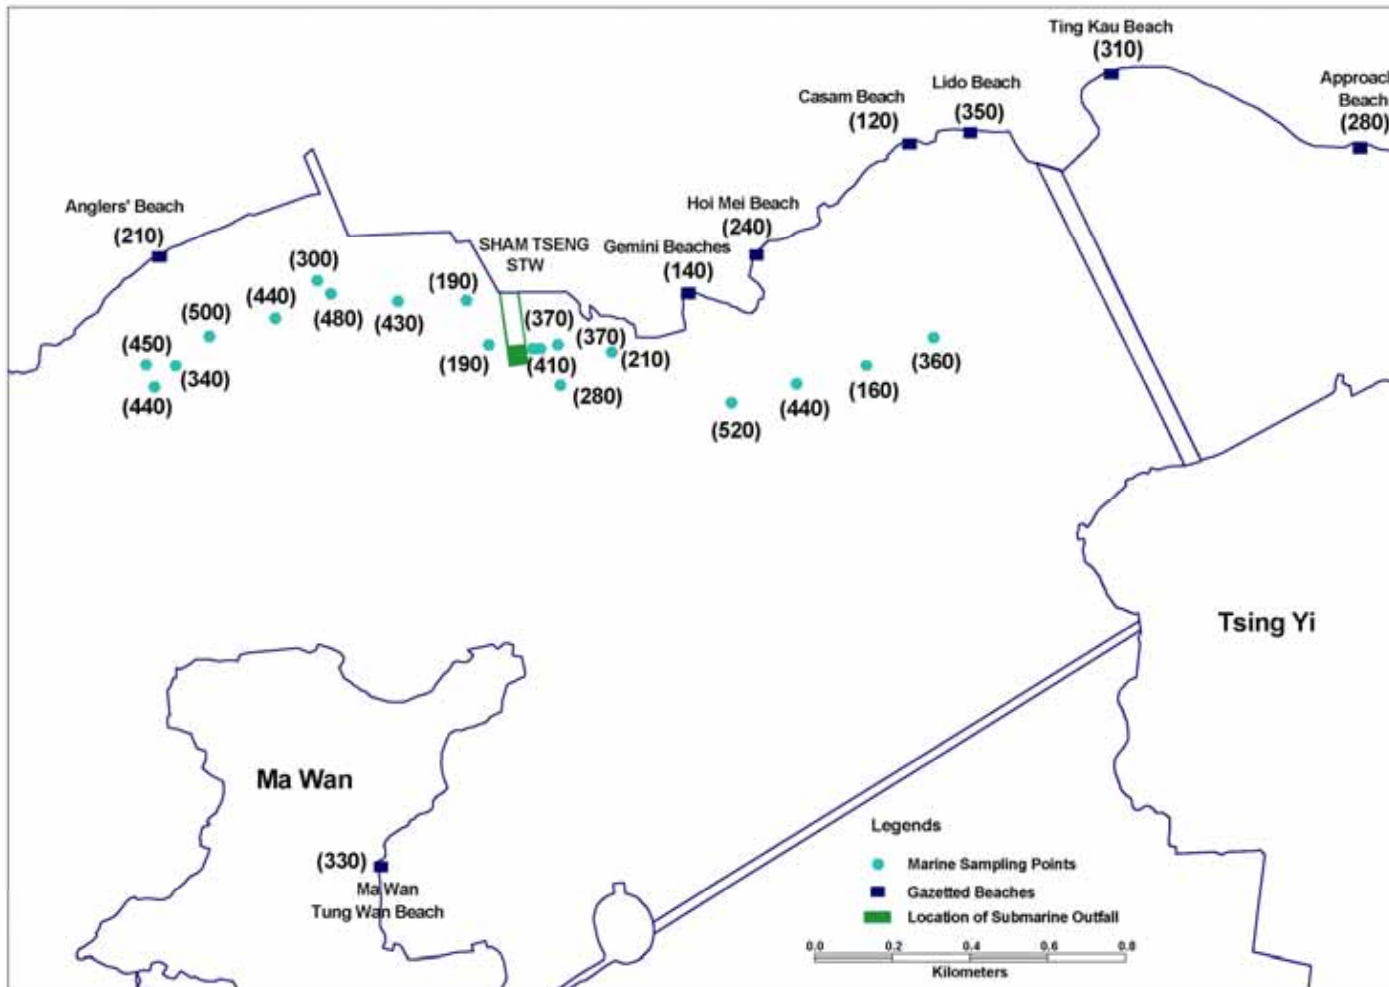 Ting Kau Beach
(310)
Approach
Beach
(280)
Lido Beach
(350)
Casam Beach
(120)
Hoi Mei Beach
(240)
Anglers' Beach
(210)
SHAM TSENG
STW
Gemini Beaches
(140)
(300)
(190)
(440)
(480)
(430)
(500)
(370)
(370)
(450)
(340)
(190)
(410)
(210)
(440)
(280)
(360)
(160)
(440)
(520)
Tsing Yi
Ma Wan
(330)
Ma Wan
Tung Wan Beach
Legends
Marine Sampling Points
Gazetted Beaches
Location of Submarine Outfall
0.0 0.2 0.4 0.6 0.8
Kilometers